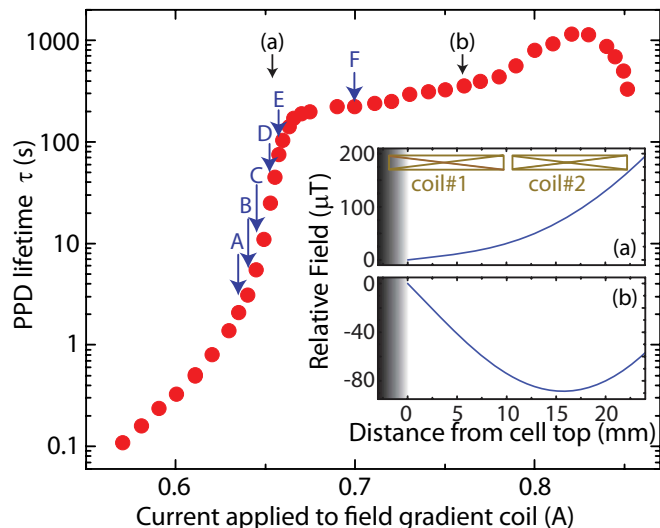 PPD lifetime τ (s)
1000
100
10
1
0.1
(a)
(b)
F
E
D
C
B
A
Relative Field (μT)
200
100
0
coil#1
coil#2
(a)
0
-40
-80
(b)
0
5
10
15
20
Distance from cell top (mm)
0.6
0.7
0.8
Current applied to field gradient coil (A)